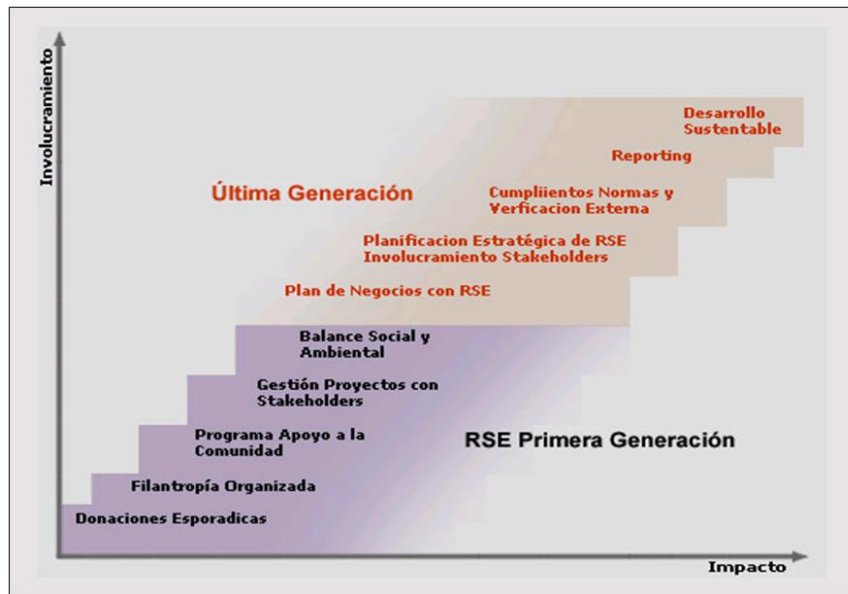 Involucramiento
Desarrollo
Sustentable
Reporting
Última Generación
Cumpliientos Normas y
Verficacion Externa
Planificacion Estratégica de RSE
Involucramiento Stakeholders
Plan de Negocios con RSE
Balance Social y
Ambiental
Gestión Proyectos con
Stakeholders
Programa Apoyo a la
Comunidad
RSE Primera Generación
Filantropía Organizada
Donaciones Esporadicas
Impacto